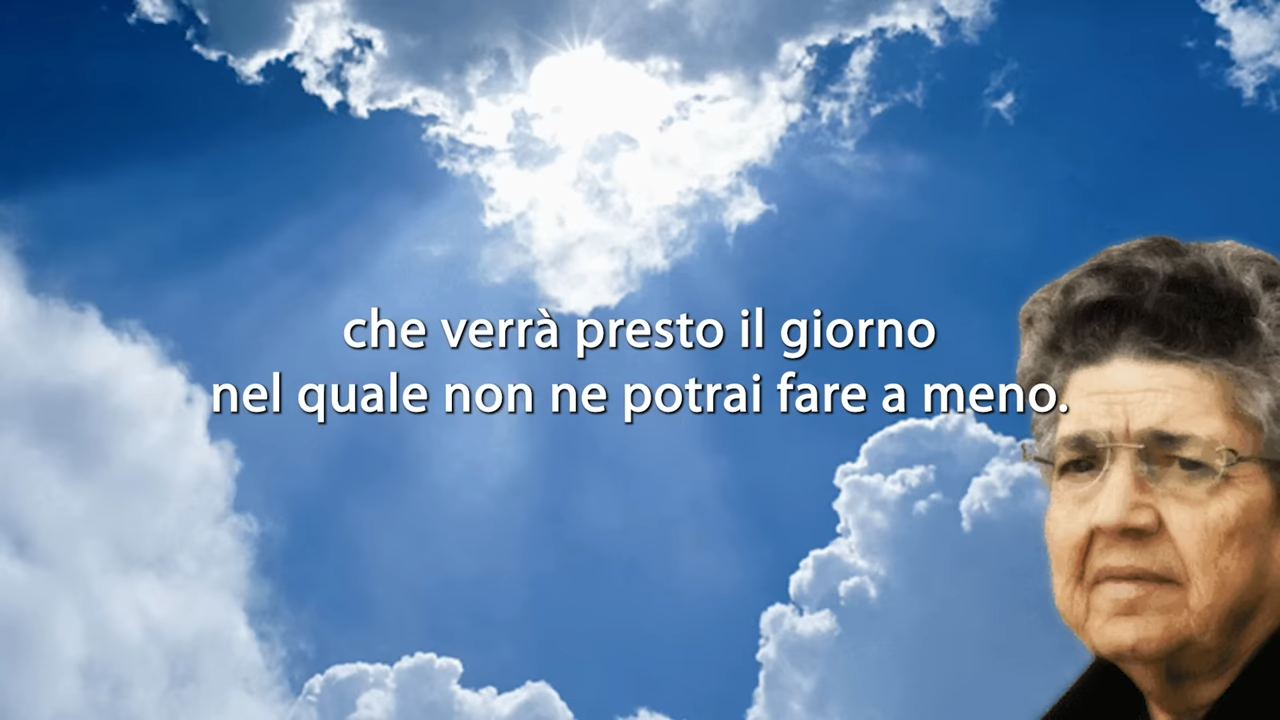 che verrà presto il giorno
nel quale non ne potrai fare a meno.